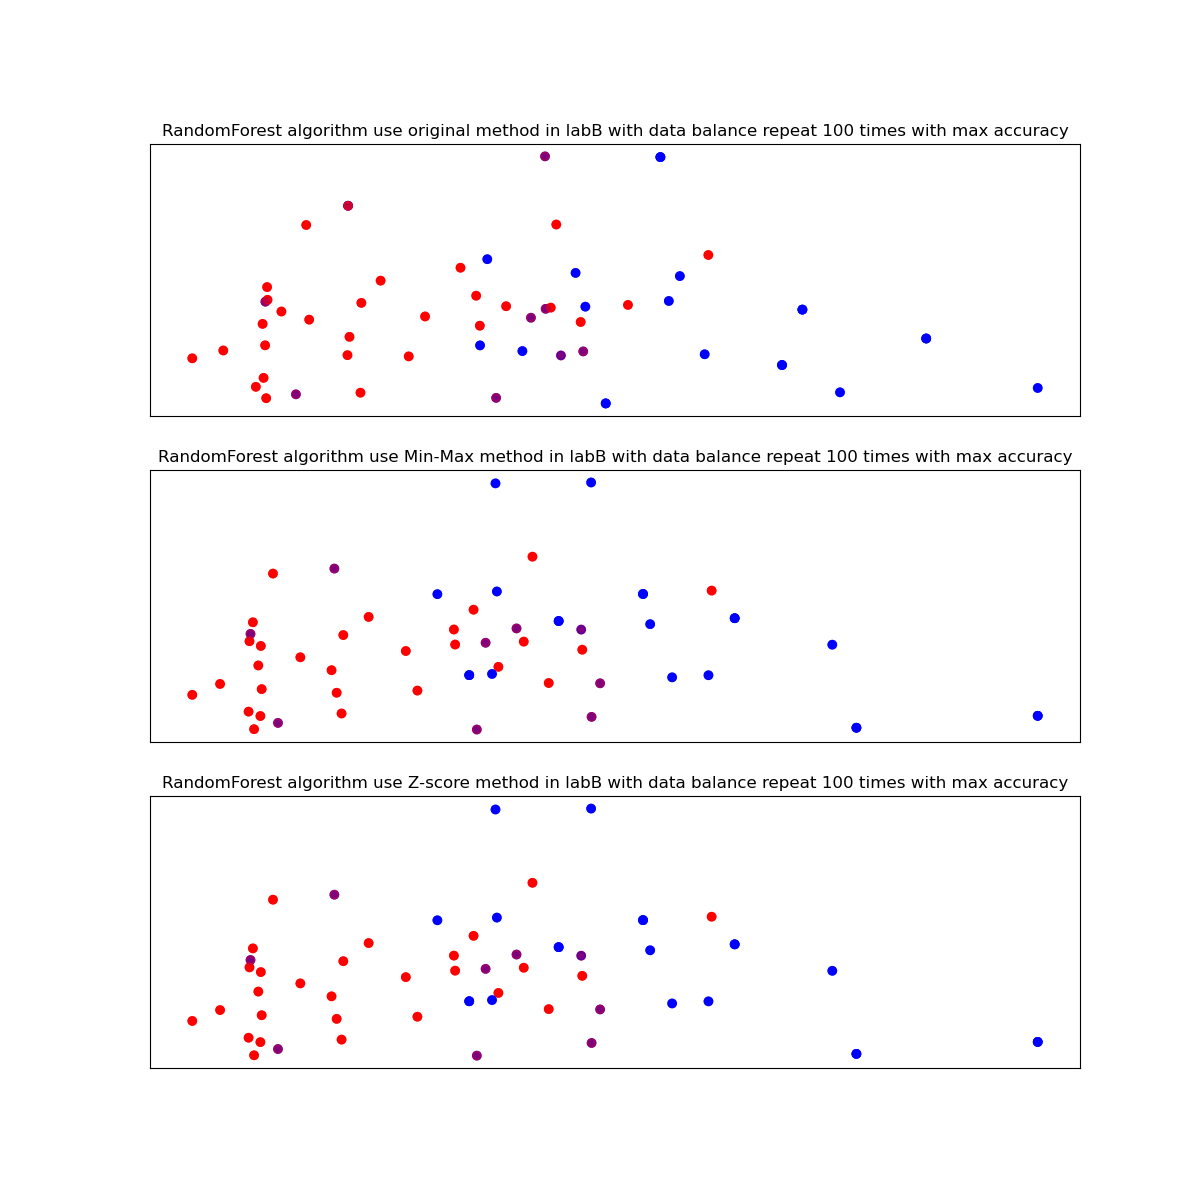 RandomForest algorithm use original method in labB with data balance repeat 100 times with max accuracy
RandomForest algorithm use Min-Max method in labB with data balance repeat 100 times with max accuracy
RandomForest algorithm use Z-score method in labB with data balance repeat 100 times with max accuracy